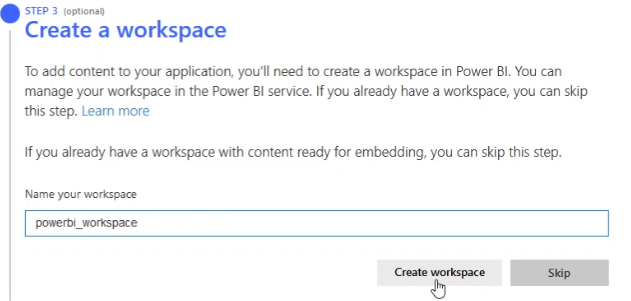 STEP 3 (optional)
Create a workspace
To add content to your application, you'll need to create a workspace in Power BI. You can
manage your workspace in the Power BI service. If you already have a workspace, you can skip
this step. Learn more
If you already have a workspace with content ready for embedding, you can skip this step.
Name your workspace
powerbi_workspace
Create workspace Skip